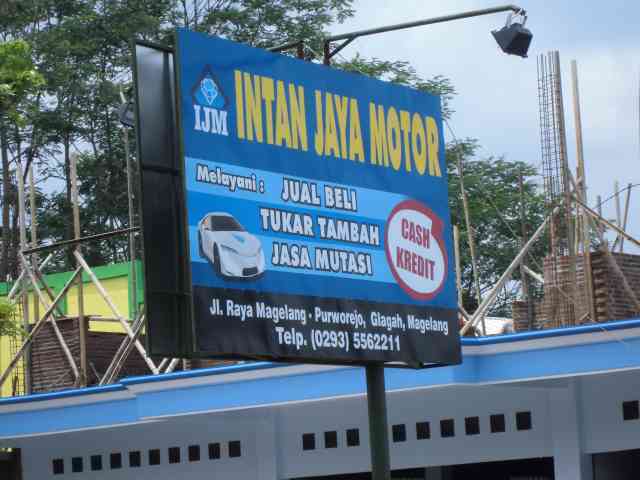 IJM
INTAN JAYA MOTOR
Melayani :
JUAL BELI
TUKAR TAMBAH
JASA MUTASI
CASH
KREDIT
Jl. Raya Magelang - Purworejo, Glagah, Magelang
Telp. (0293) 5562211